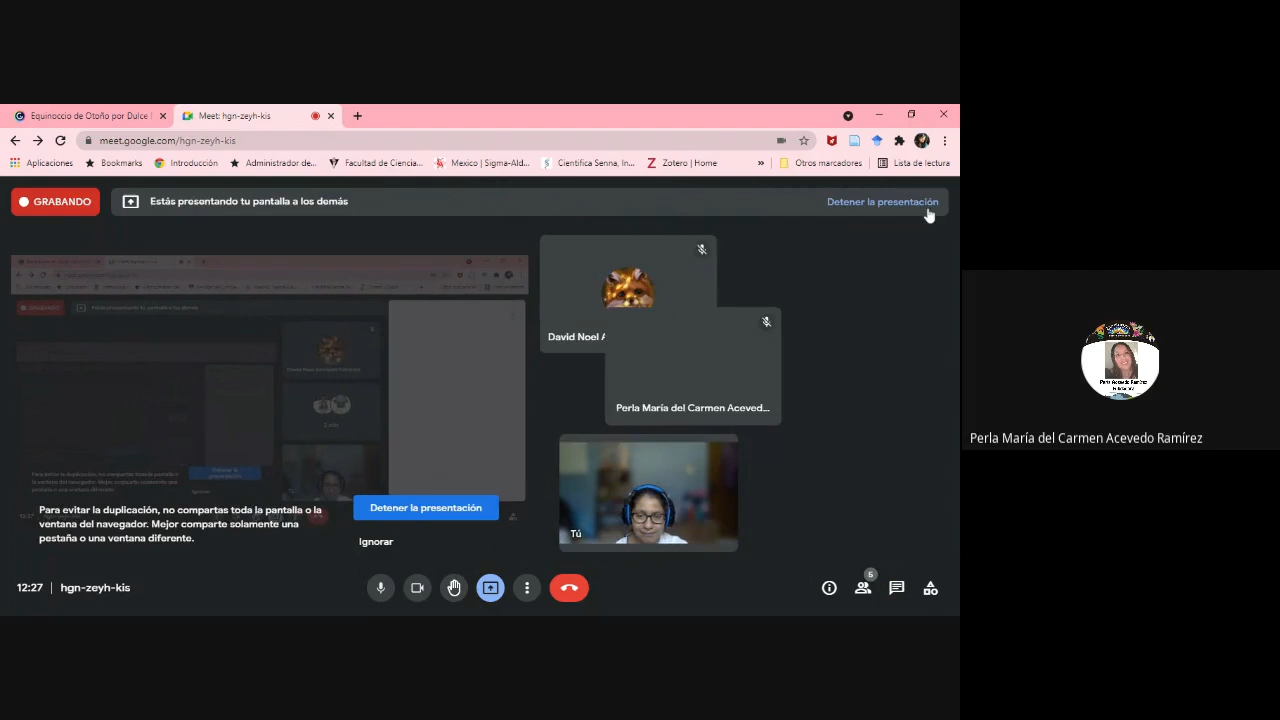 Equinoccio de Otoño por Dulce
Meet: hgn-zeyh-kis
meet.google.com/hgn-zeyh-kis
Aplicaciones
Bookmarks
Introducción
Administrador de...
Facultad de Ciencia...
Mexico | Sigma-Ald...
Cientifica Senna, In...
Zotero | Home
»
Otros marcadores
Lista de lectura
GRABANDO
Estás presentando tu pantalla a los demás
Detener la presentación
David Noel
Perla María del Carmen Aceved...
Tú
Para evitar la duplicación, no compartas toda la pantalla o la
ventana del navegador. Mejor comparte solamente una
pestaña o una ventana diferente.
Detener la presentación
Ignorar
12:27 | hgn-zeyh-kis
5
Perla Acevedo Ramírez
Perla María del Carmen Acevedo Ramírez